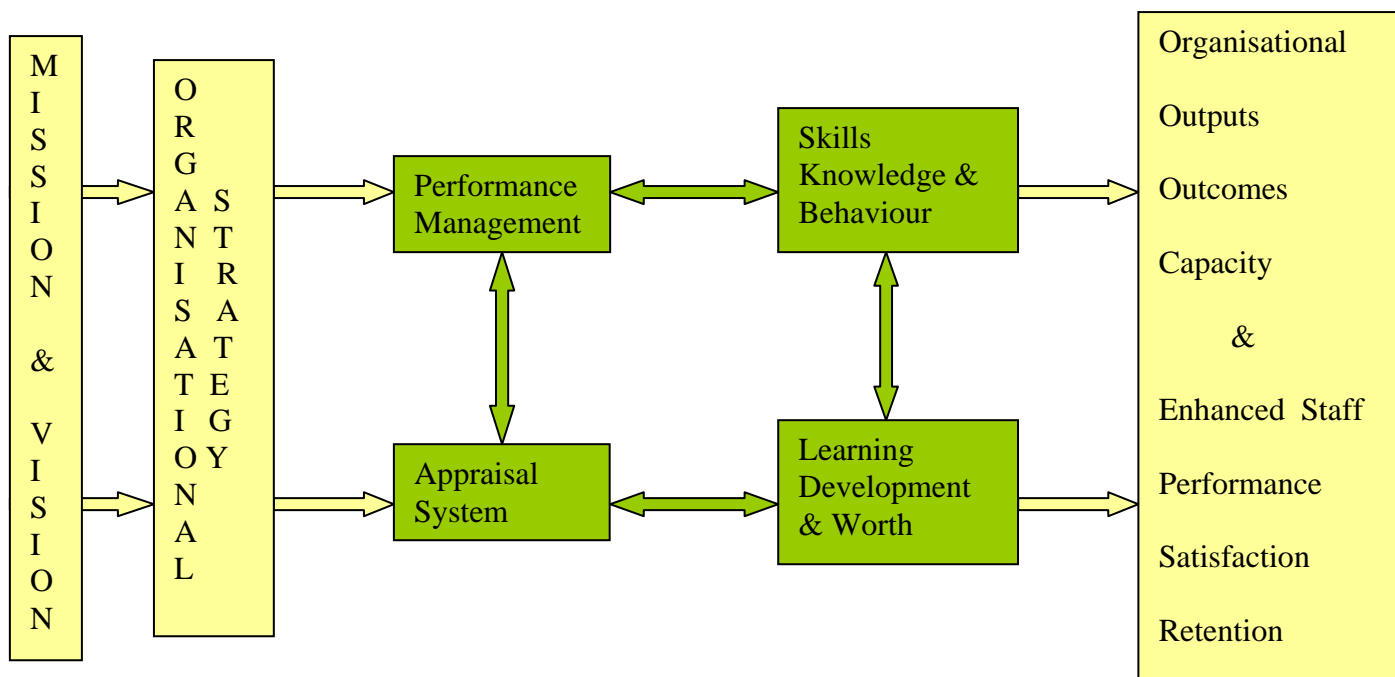 MISSION & VISION
ORGANISATIONAL
STRATEGY
Performance
Management
Appraisal
System
Skills
Knowledge &
Behaviour
Learning
Development
& Worth
Organisational
Outputs
Outcomes
Capacity
&
Enhanced Staff
Performance
Satisfaction
Retention